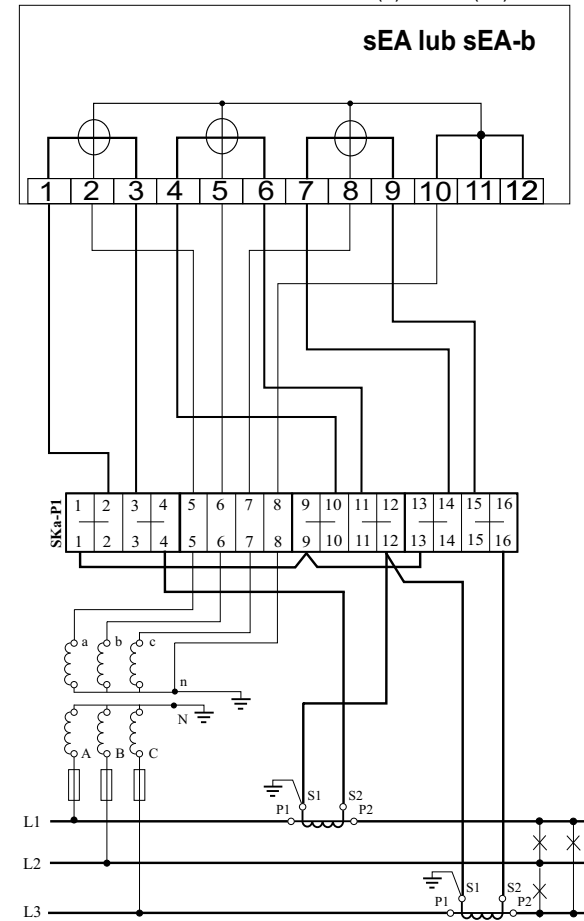 sEA lub sEA-b
1 2 3 4 5 6 7 8 9 10 11 12
SKa-P1
1 2 3 4 5 6 7 8 9 10 11 12 13 14 15 16
1 2 3 4 5 6 7 8 9 10 11 12 13 14 15 16
a b c
n
N
A B C
S1 S2
P1 P2
L1
L2
S1 S2
P1 P2
L3